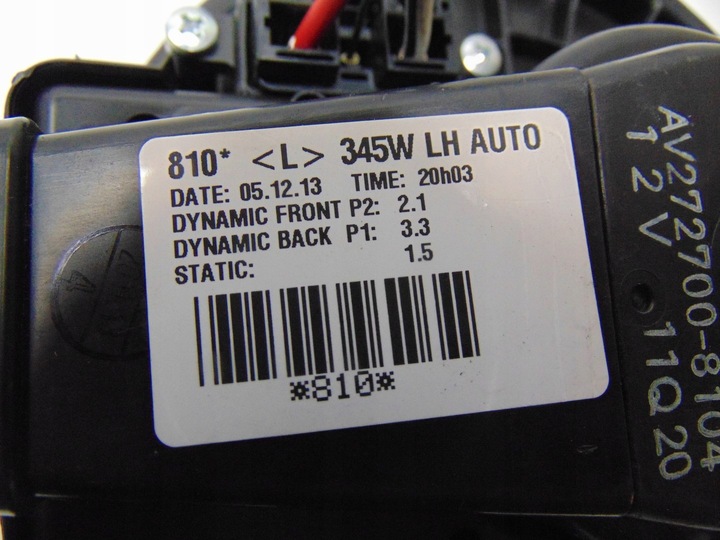 810* <L> 345W LH AUTO
DATE: 05.12.13 TIME: 20h03
DYNAMIC FRONT P2: 2.1
DYNAMIC BACK P1: 3.3
STATIC: 1.5
*810*
AV272700-8104
12V 11Q20
4